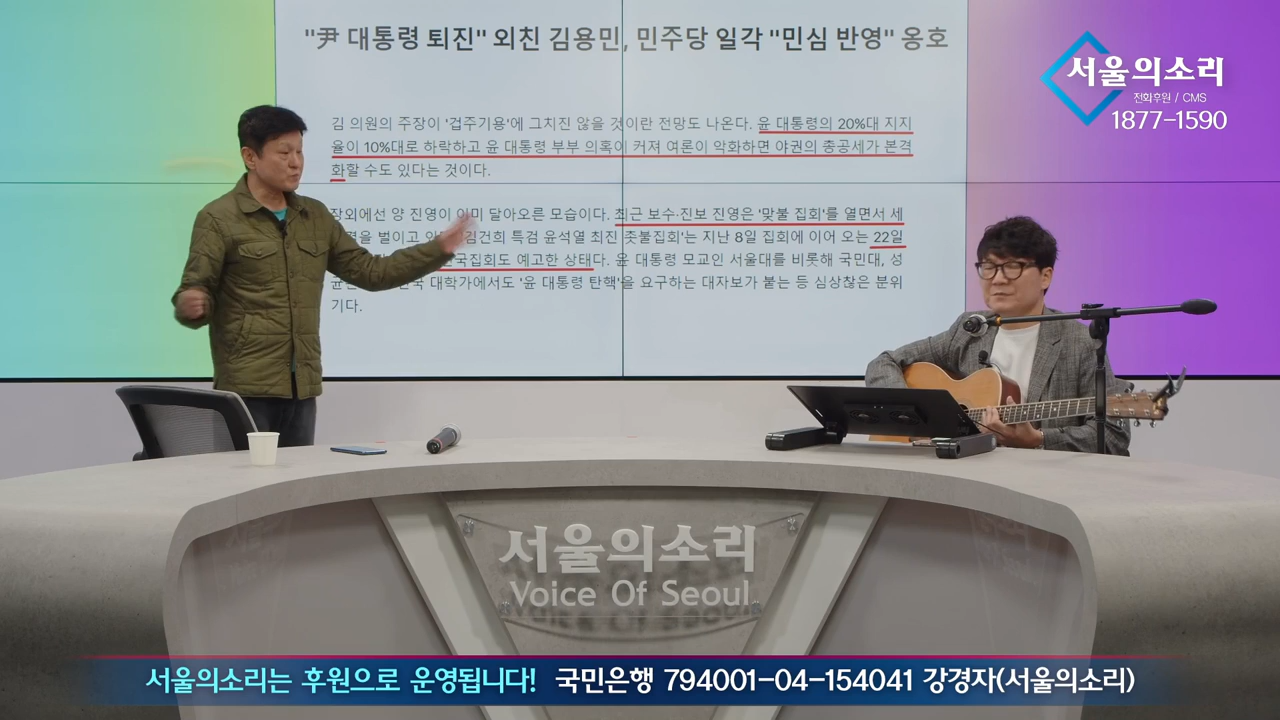 "尹 대통령 퇴진" 외친 김용민, 민주당 일각 "민심 반영" 옹호
서울의소리
전화후원 / CMS
1877-1590
김 의원의 주장이 '겁주기용'에 그치진 않을 것이란 전망도 나온다. 윤 대통령의 20%대 지지
율이 10%대로 하락하고 윤 대통령 부부 의혹이 커져 여론이 악화하면 야권의 총공세가 본격
화할 수도 있다는 것이다.
장외에선 양 진영이 이미 달아오른 모습이다. 최근 보수·진보 진영은 '맞불 집회'를 열면서 세
벌이고 김건희 특검 윤석열 퇴진 촛불집회'는 지난 8일 집회에 이어 오는 22일
전국집회도 예고한 상태다. 윤 대통령 모교인 서울대를 비롯해 국민대, 성
대학가에서도 '윤 대통령 탄핵'을 요구하는 대자보가 붙는 등 심상찮은 분위
기다.
서울의소리
Voice Of Seoul
서울의소리는 후원으로 운영됩니다! 국민은행 794001-04-154041 강경자(서울의소리)